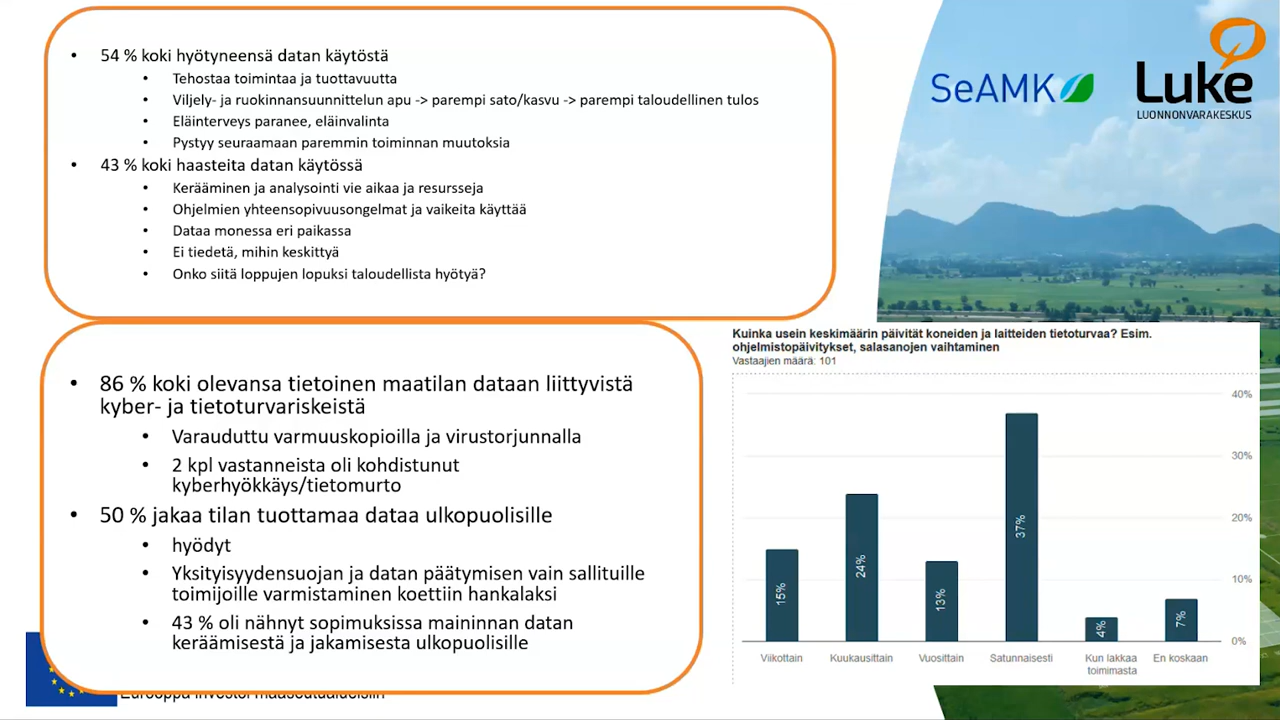 54 % koki hyötyneensä datan käytöstä
Tehostaa toimintaa ja tuottavuutta
Viljely- ja ruokinnansuunnittelun apu -> parempi sato/kasvu -> parempi taloudellinen tulos
Eläinterveys paranee, eläinvalinta
Pystyy seuraamaan paremmin toiminnan muutoksia
43 % koki haasteita datan käytössä
Kerääminen ja analysointi vie aikaa ja resursseja
Ohjelmien yhteensopivuusongelmat ja vaikeita käyttää
Dataa monessa eri paikassa
Ei tiedetä, mihin keskittyä
Onko siitä loppujen lopuksi taloudellista hyötyä?
SeAMK
Luke
LUONNONVARAKESKUS
86 % koki olevansa tietoinen maatilan dataan liittyvistä
kyber- ja tietoturvariskeistä
Varauduttu varmuuskopioilla ja virustorjunnalla
2 kpl vastanneista oli kohdistunut
kyberhyökkäys/tietomurto
50 % jakaa tilan tuottamaa dataa ulkopuolisille
hyödyt
Yksityisyydensuojan ja datan päätymisen vain sallituille
toimijoille varmistaminen koettiin hankalaksi
43 % oli nähnyt sopimuksissa maininnan datan
keräämisestä ja jakamisesta ulkopuolisille
Kuinka usein keskimäärin päivität koneiden ja laitteiden tietoturvaa? Esim.
ohjelmistopäivitykset, salasanojen vaihtaminen
Vastaajien määrä: 101
40%
30%
20%
10%
0%
15%
24%
13%
37%
4%
7%
Viikottain
Kuukausittain
Vuosittain
Satunnaisesti
Kun lakkaa
toimimasta
En koskaan